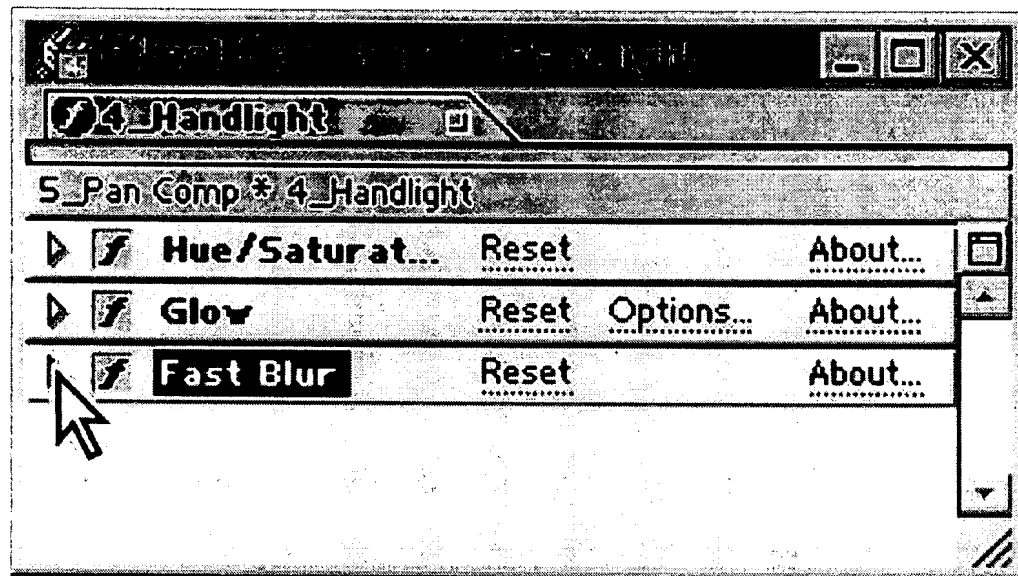 4_Handlight
5_Pan Comp * 4_Handlight
Hue/Saturat... Reset About...
Glow Reset Options... About...
Fast Blur Reset About...